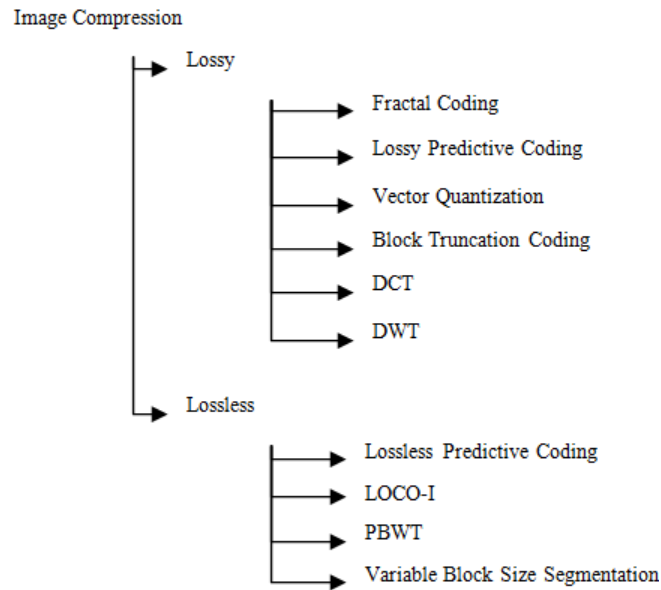 Image Compression
Lossy
Fractal Coding
Lossy Predictive Coding
Vector Quantization
Block Truncation Coding
DCT
DWT
Lossless
Lossless Predictive Coding
LOCO-I
PBWT
Variable Block Size Segmentation